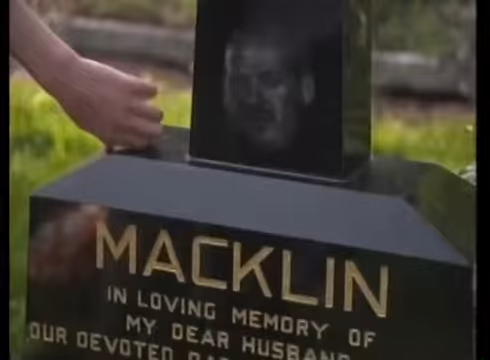 MACKLIN
IN LOVING MEMORY OF
MY DEAR HUSBAND
OUR DEVOTED